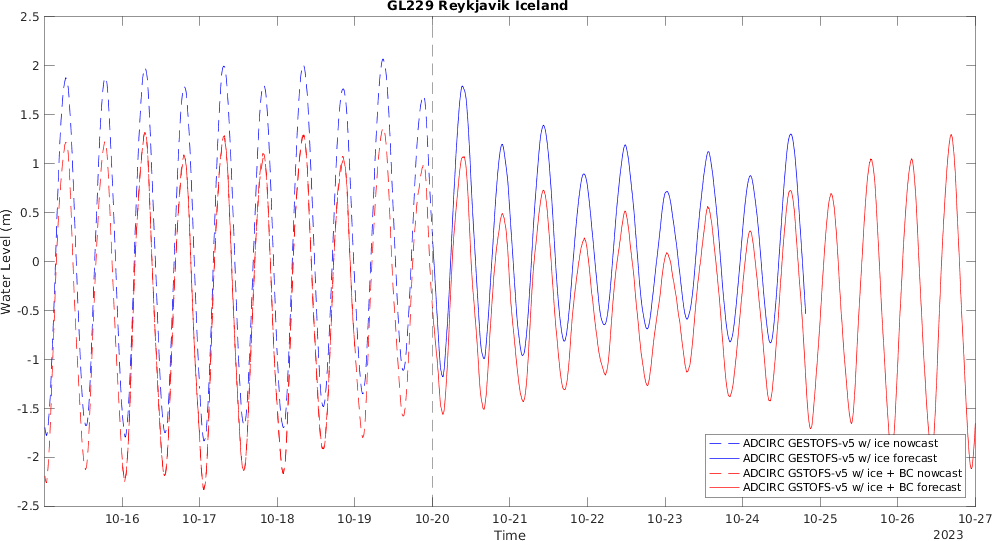 GL229 Reykjavik Iceland
2.5
2
1.5
1
0.5
0
-0.5
-1
-1.5
-2
-2.5
Water Level (m)
10-16 10-17 10-18 10-19 10-20 10-21 10-22 10-23 10-24 10-25 10-26 10-27
Time
2023
ADCIRC GESTOFS-v5 w/ ice nowcast
ADCIRC GESTOFS-v5 w/ ice forecast
ADCIRC GSTOFS-v5 w/ ice + BC nowcast
ADCIRC GSTOFS-v5 w/ ice + BC forecast